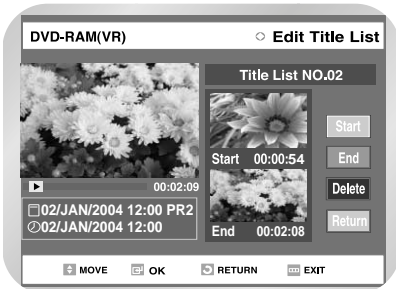 DVD-RAM(VR)
Edit Title List
Title List NO.02
Start 00:00:54
End 00:02:08
00:02:09
02/JAN/2004 12:00 PR2
02/JAN/2004 12:00
Start
End
Delete
Return
MOVE OK RETURN EXIT